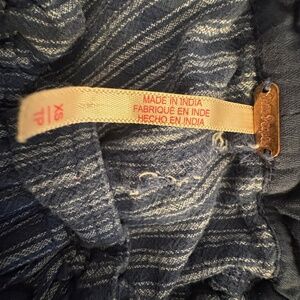 XS
TP
MADE IN INDIA
FABRIQUÉ EN INDE
HECHO EN INDIA